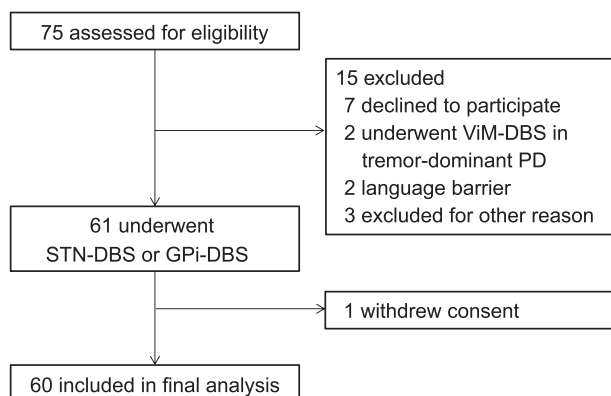 75 assessed for eligibility
15 excluded
7 declined to participate
2 underwent ViM-DBS in
tremor-dominant PD
2 language barrier
3 excluded for other reason
61 underwent
STN-DBS or GPi-DBS
1 withdrew consent
60 included in final analysis